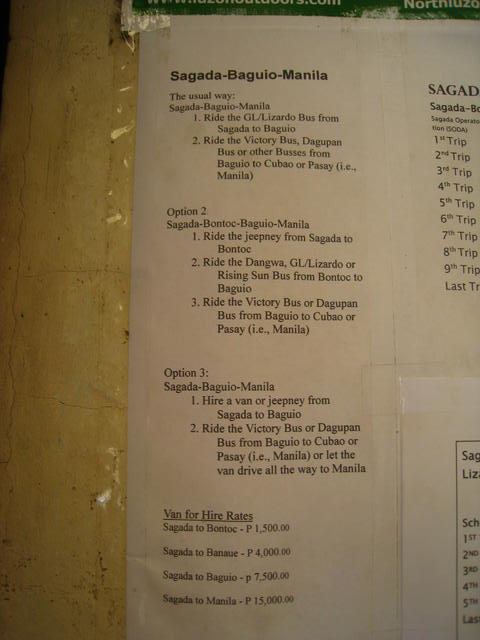 www.luzonoutdoors.com
Sagada-Baguio-Manila
The usual way:
Sagada-Baguio-Manila
1. Ride the GL/Lizardo Bus from
Sagada to Baguio
2. Ride the Victory Bus, Dagupan
Bus or other Busses from
Baguio to Cubao or Pasay (i.e.,
Manila)
Option 2
Sagada-Bontoc-Baguio-Manila
1. Ride the jeepney from Sagada to
Bontoc
2. Ride the Dangwa, GL/Lizardo or
Rising Sun Bus from Bontoc to
Baguio
3. Ride the Victory Bus or Dagupan
Bus from Baguio to Cubao or
Pasay (i.e., Manila)
Option 3:
Sagada-Baguio-Manila
1. Hire a van or jeepney from
Sagada to Baguio
2. Ride the Victory Bus or Dagupan
Bus from Baguio to Cubao or
Pasay (i.e., Manila) or let the
van drive all the way to Manila
Van for Hire Rates
Sagada to Bontoc - P 1,500.00
Sagada to Banaue - P 4,000.00
Sagada to Baguio - p 7,500.00
Sagada to Manila - P 15,000.00
Northluzo
SAGAD
Sagada-Bo
Sagada Operato
tion (SODA)
1st Trip
2nd Trip
3rd Trip
4th Trip
5th Trip
6th Trip
7th Trip
8th Trip
9th Trip
Last Tr
Sag
Liza
Sch
1ST
2ND
3RD
4TH
5TH
Las